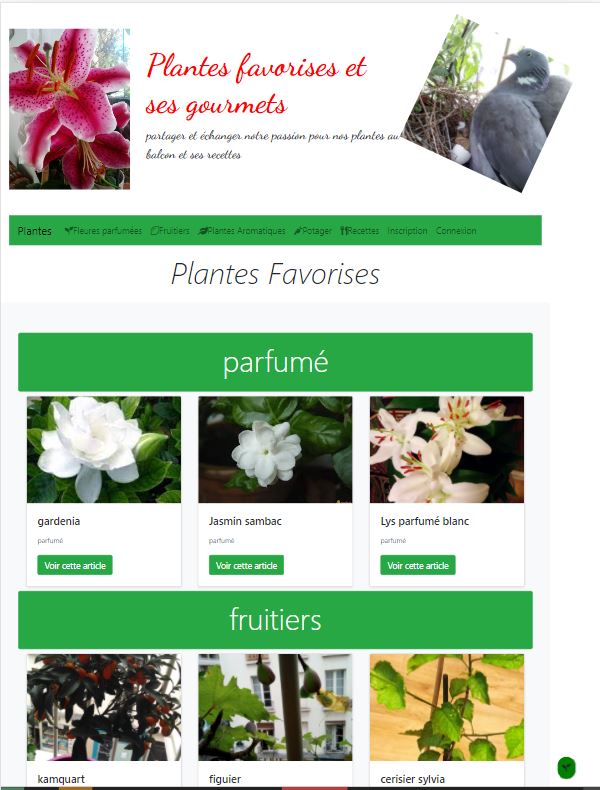 Plantes favorises et
ses gourmets
partager et échanger notre passion pour nos plantes au
balcon et ses recettes
Plantes Fleures parfumées Fruitiers Plantes Aromatiques Potager Recettes Inscription Connexion
Plantes Favorises
parfumé
gardenia Jasmin sambac Lys parfumé blanc
parfumé parfumé parfumé
Voir cette article Voir cette article Voir cette article
fruitiers
kamquart figuier cerisier sylvia